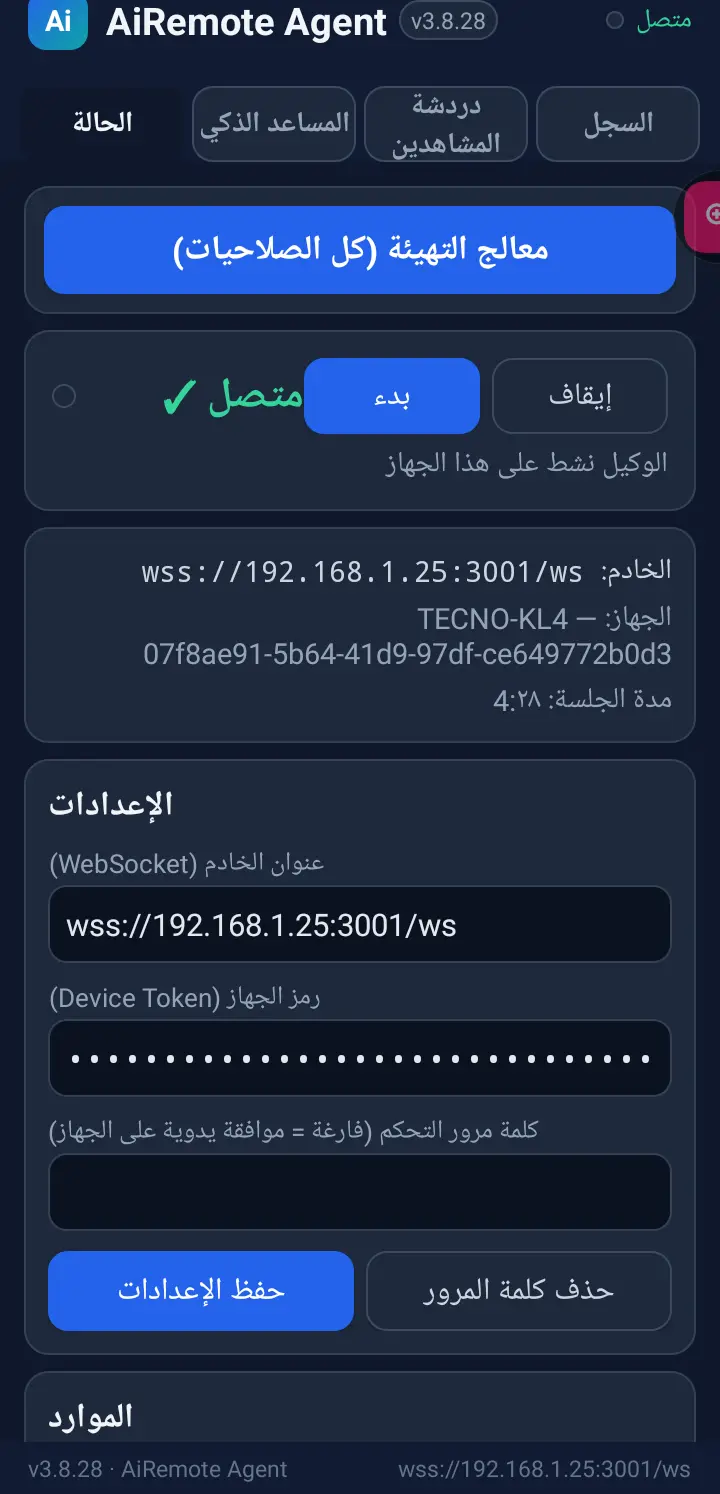 Ai AiRemote Agent v3.8.28 متصل
الحالة
المساعد الذكي
دردشة
المشاهدين
السجل
معالج التهيئة (كل الصلاحيات)
إيقاف
بدء
متصل ✓
الوكيل نشط على هذا الجهاز
الخادم: wss://192.168.1.25:3001/ws
الجهاز: TECNO-KL4 —
07f8ae91-5b64-41d9-97df-ce649772b0d3
مدة الجلسة: 4:٢٨
الإعدادات
عنوان الخادم (WebSocket)
wss://192.168.1.25:3001/ws
رمز الجهاز (Device Token)
كلمة مرور التحكم (فارغة = موافقة يدوية على الجهاز)
حفظ الإعدادات
حذف كلمة المرور
الموارد
v3.8.28 · AiRemote Agent
wss://192.168.1.25:3001/ws